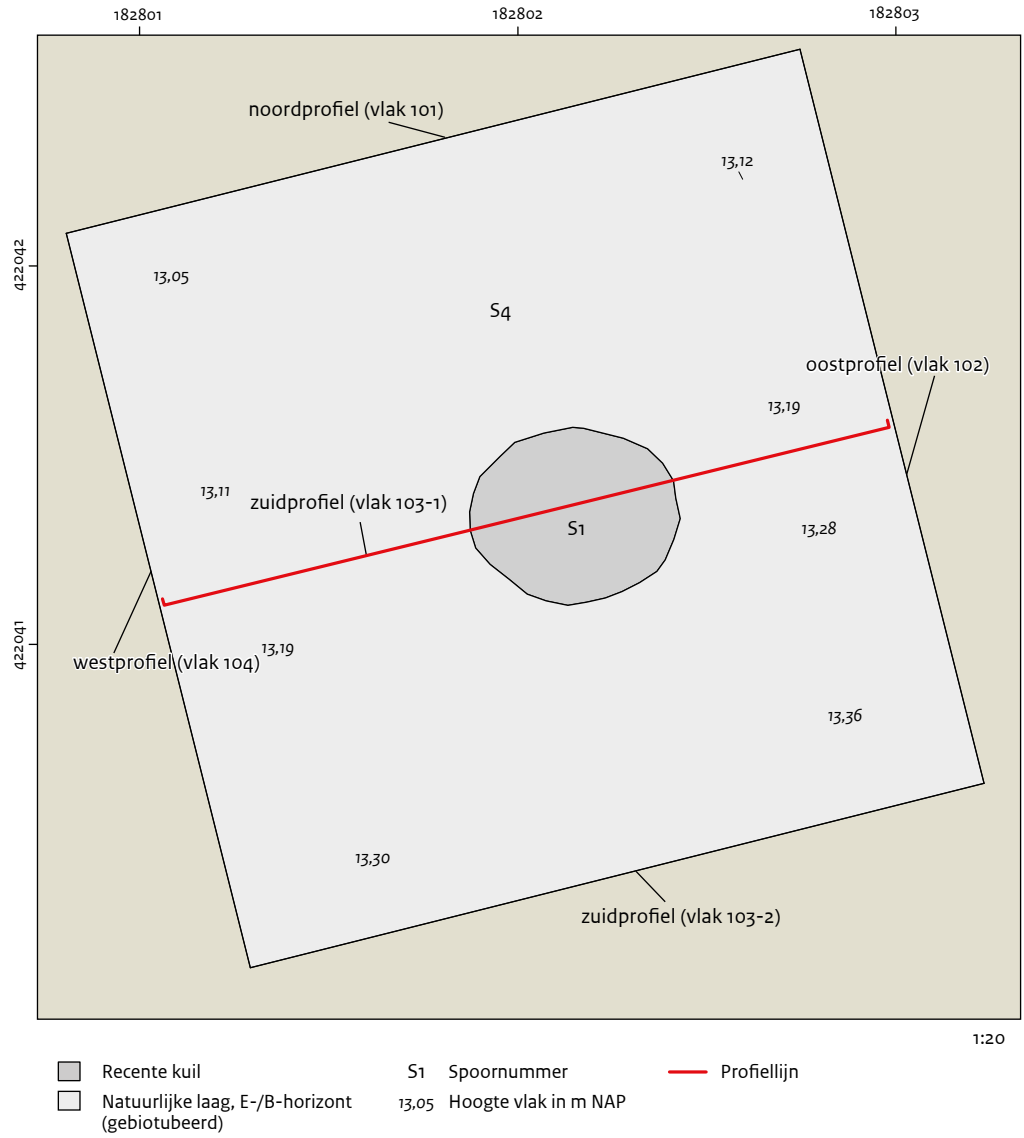 182801
182802
182803
noordprofiel (vlak 101)
13,12
422042
13,05
S4
oostprofiel (vlak 102)
13,19
13,11
zuidprofiel (vlak 103-1)
S1
13,28
422041
13,19
westprofiel (vlak 104)
13,36
13,30
zuidprofiel (vlak 103-2)
1:20
Recente kuil
S1 Spoornummer
Profiellijn
Natuurlijke laag, E-/B-horizont
(gebiotubeerd)
13,05 Hoogte vlak in m NAP